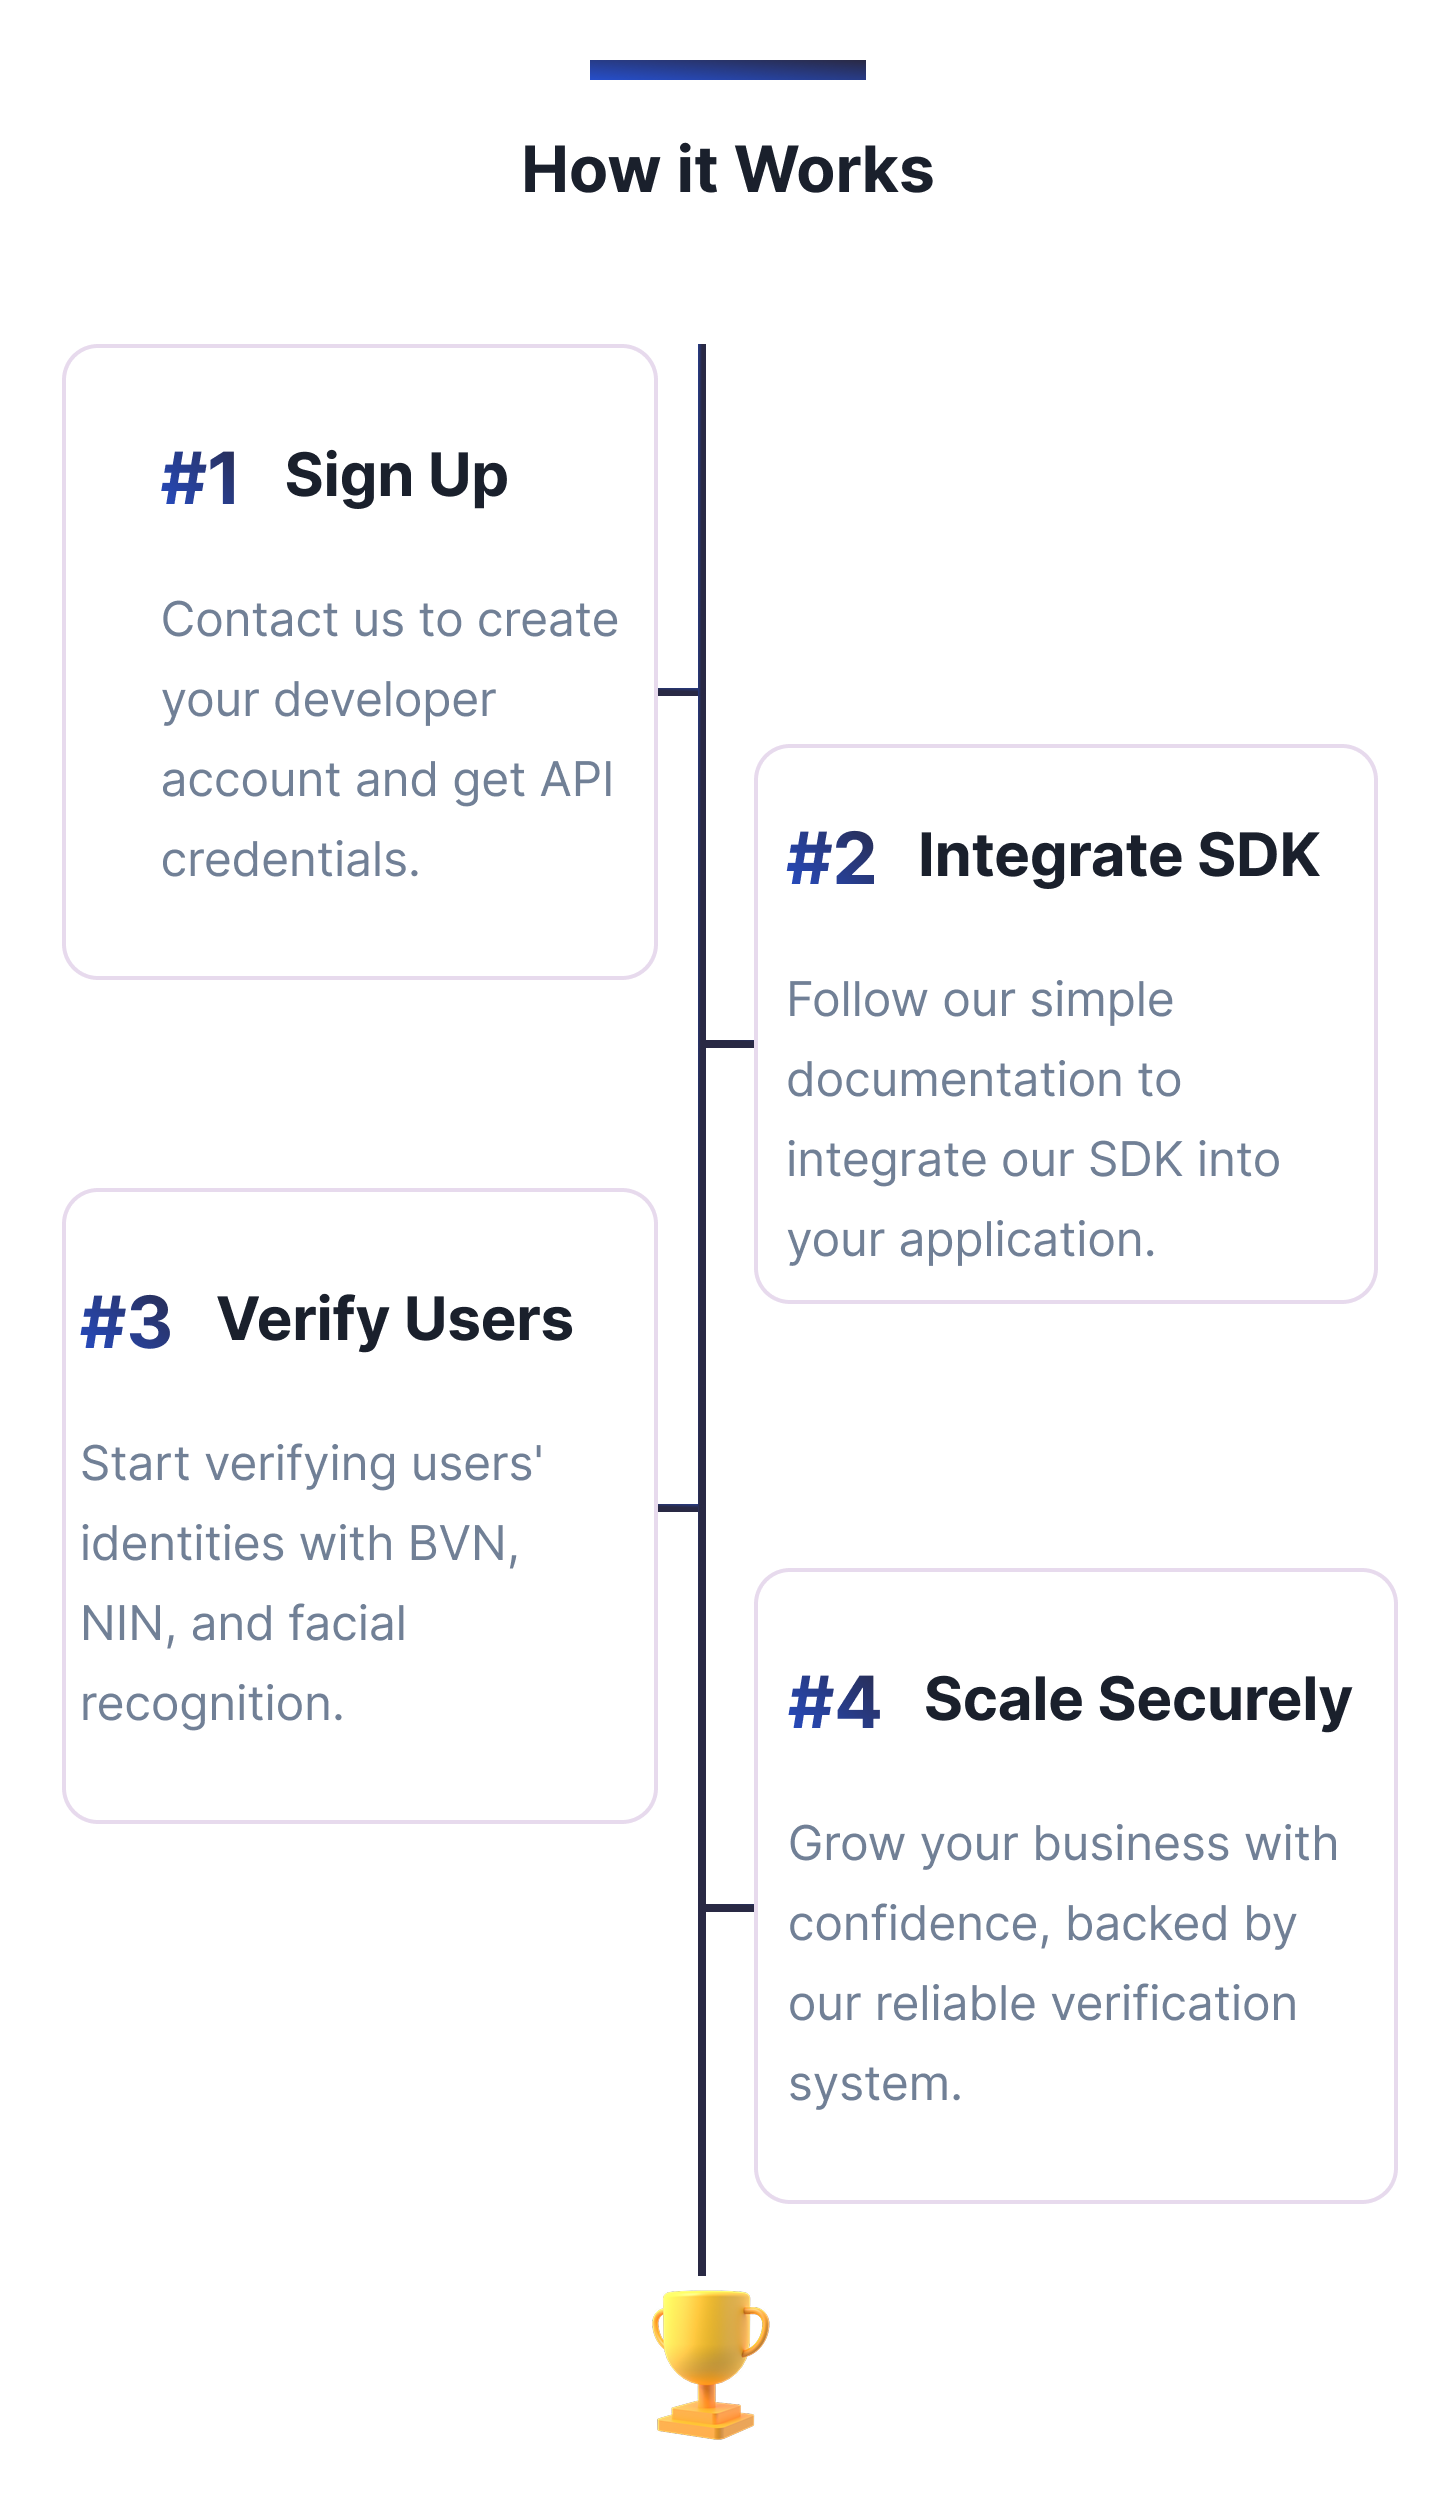 How it Works
#1 Sign Up
Contact us to create
your developer
account and get API
credentials.
#2 Integrate SDK
Follow our simple
documentation to
integrate our SDK into
your application.
#3 Verify Users
Start verifying users'
identities with BVN,
NIN, and facial
recognition.
#4 Scale Securely
Grow your business with
confidence, backed by
our reliable verification
system.